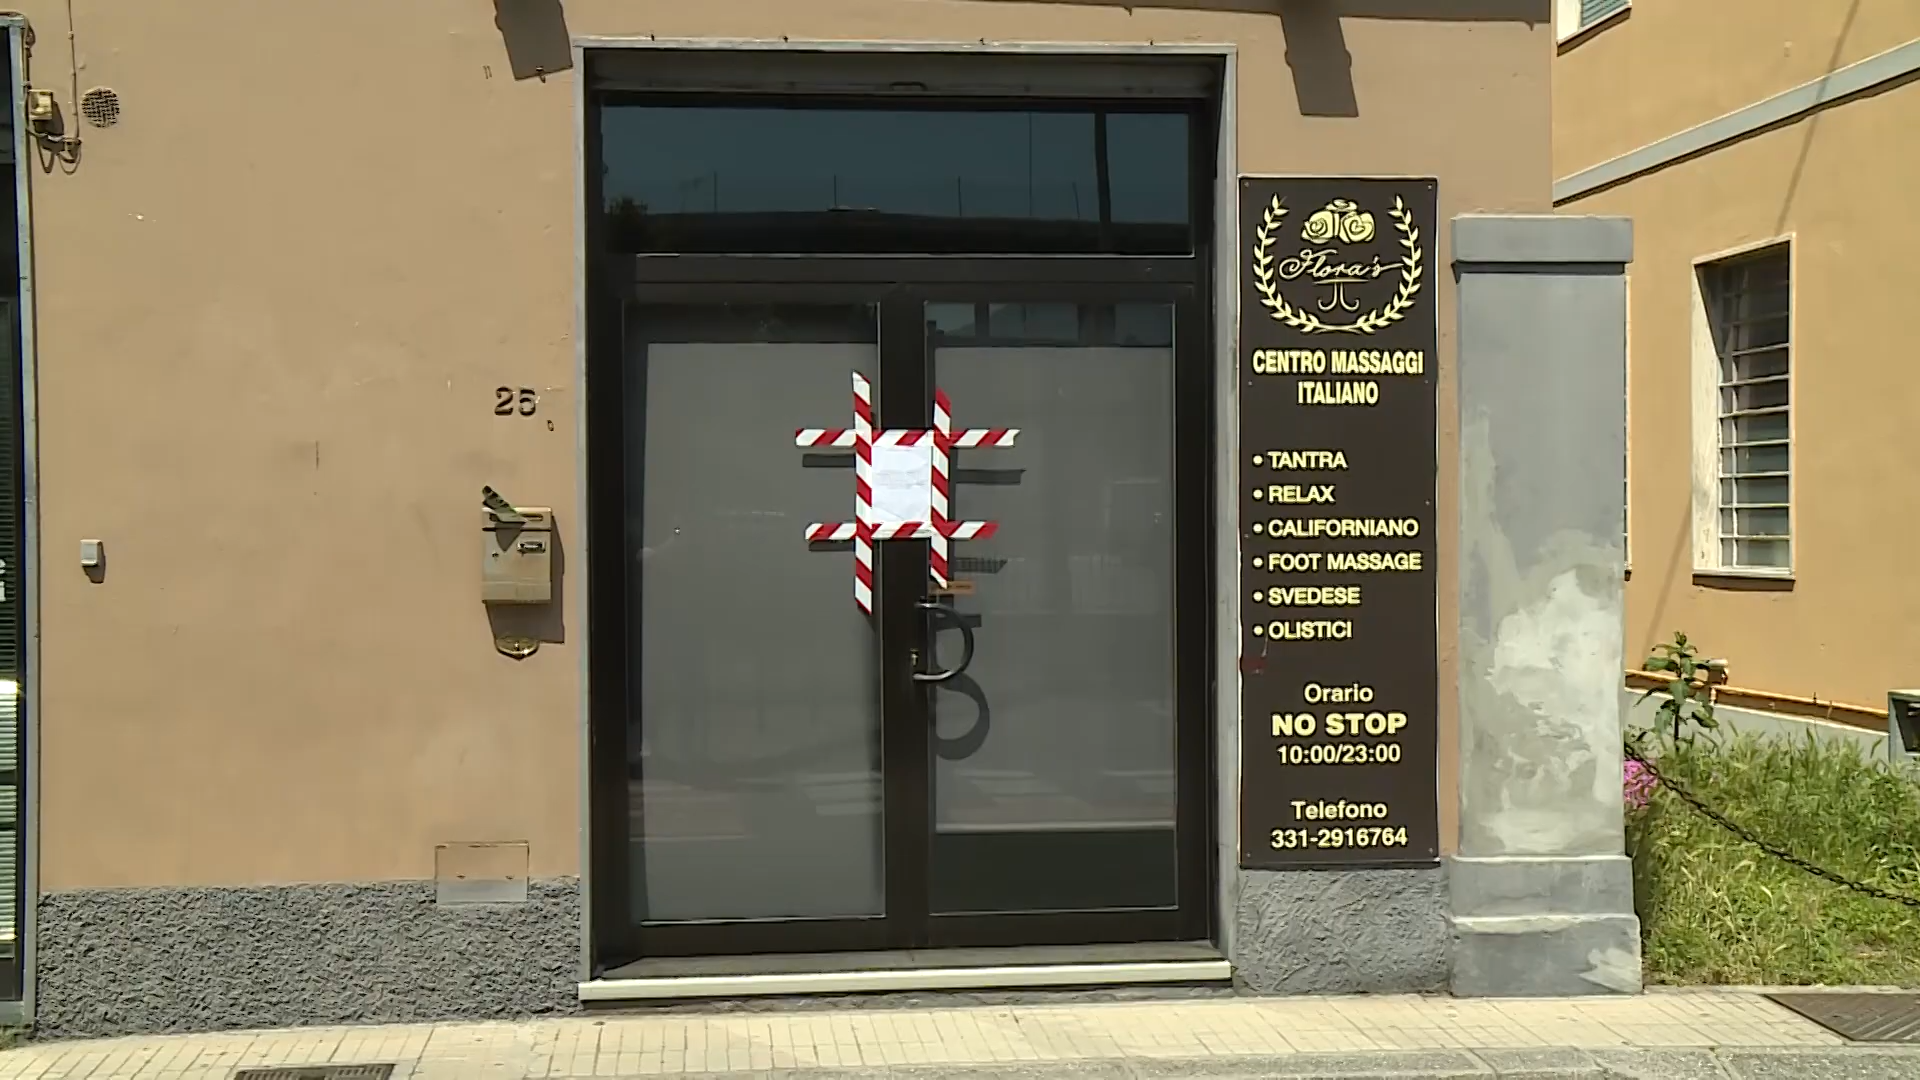 25
Flora's
CENTRO MASSAGGI
ITALIANO
• TANTRA
• RELAX
• CALIFORNIANO
• FOOT MASSAGE
• SVEDESE
• OLISTICI
Orario
NO STOP
10:00/23:00
Telefono
331-2916764